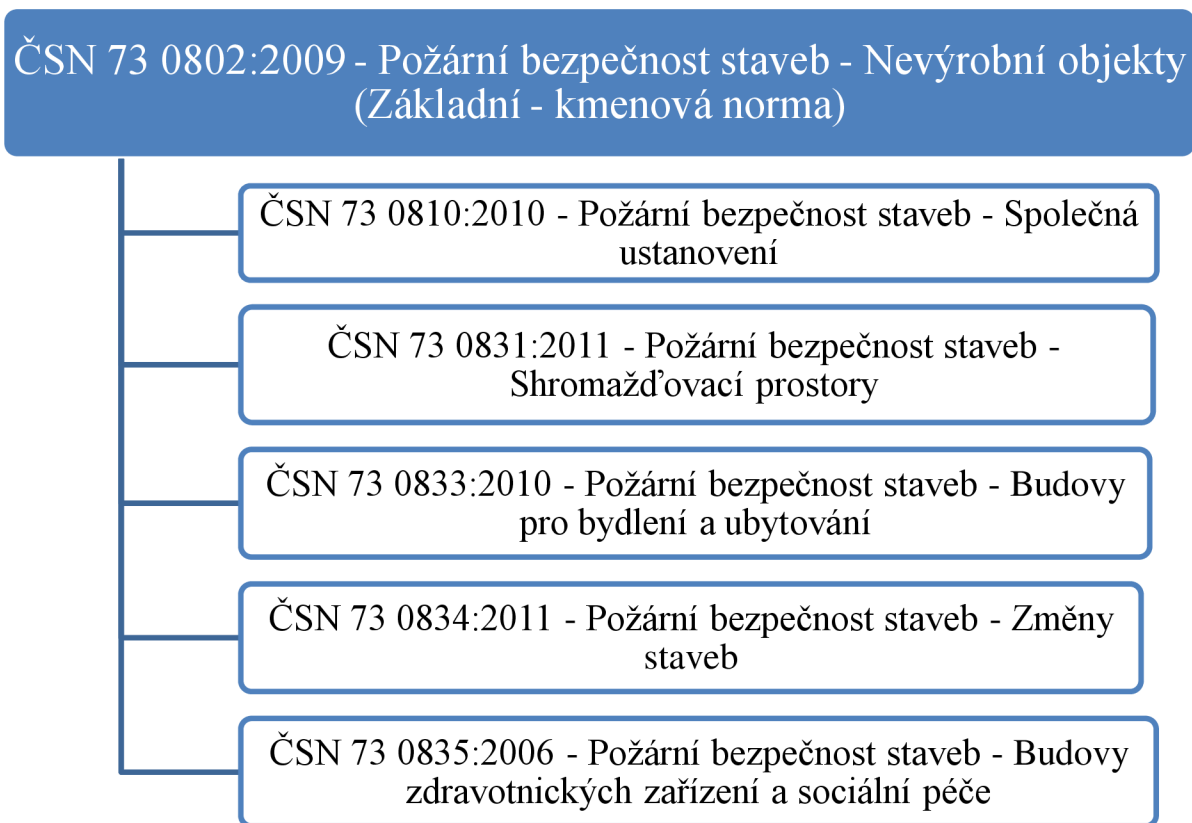 ČSN 73 0802:2009 - Požární bezpečnost staveb - Nevýrobní objekty
(Základní - kmenová norma)
ČSN 73 0810:2010 - Požární bezpečnost staveb - Společná
ustanovení
ČSN 73 0831:2011 - Požární bezpečnost staveb -
Shromažďovací prostory
ČSN 73 0833:2010 - Požární bezpečnost staveb - Budovy
pro bydlení a ubytování
ČSN 73 0834:2011 - Požární bezpečnost staveb - Změny
staveb
ČSN 73 0835:2006 - Požární bezpečnost staveb - Budovy
zdravotnických zařízení a sociální péče